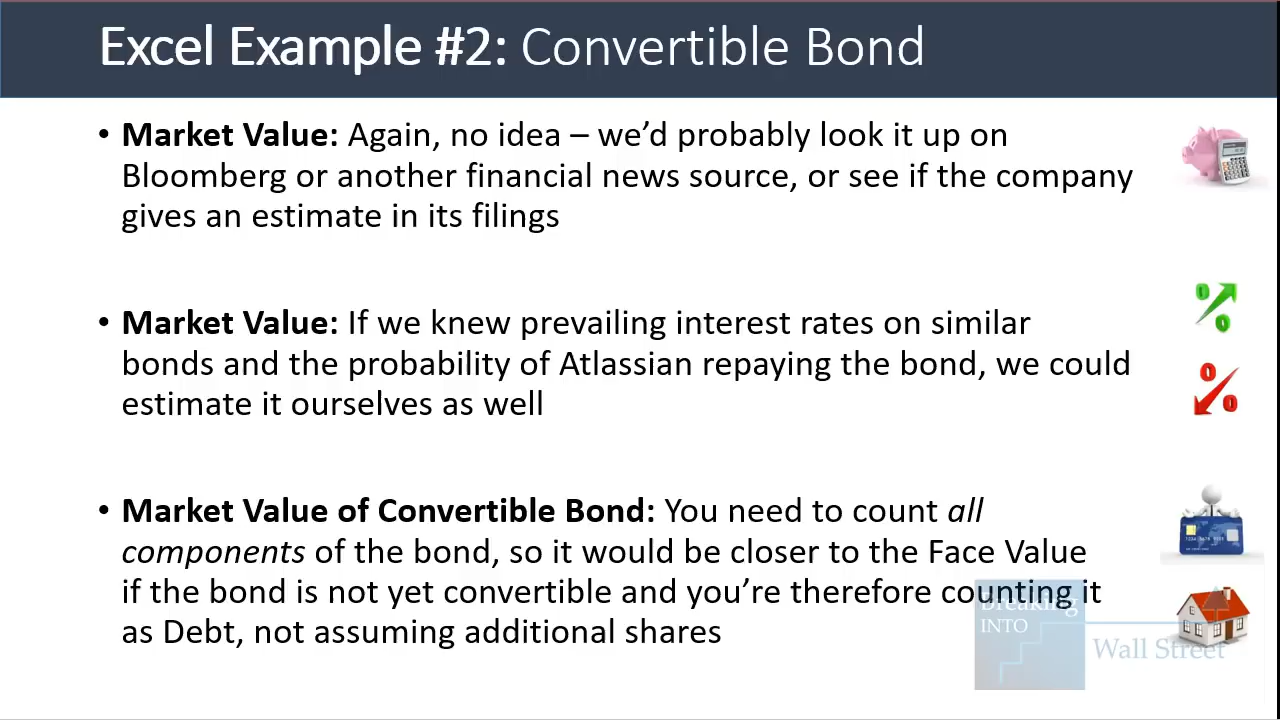 Excel Example #2: Convertible Bond
• Market Value: Again, no idea – we'd probably look it up on
Bloomberg or another financial news source, or see if the company
gives an estimate in its filings
• Market Value: If we knew prevailing interest rates on similar
bonds and the probability of Atlassian repaying the bond, we could
estimate it ourselves as well
• Market Value of Convertible Bond: You need to count all
components of the bond, so it would be closer to the Face Value
if the bond is not yet convertible and you're therefore counting it
as Debt, not assuming additional shares
Breaking
INTO
Wall Street